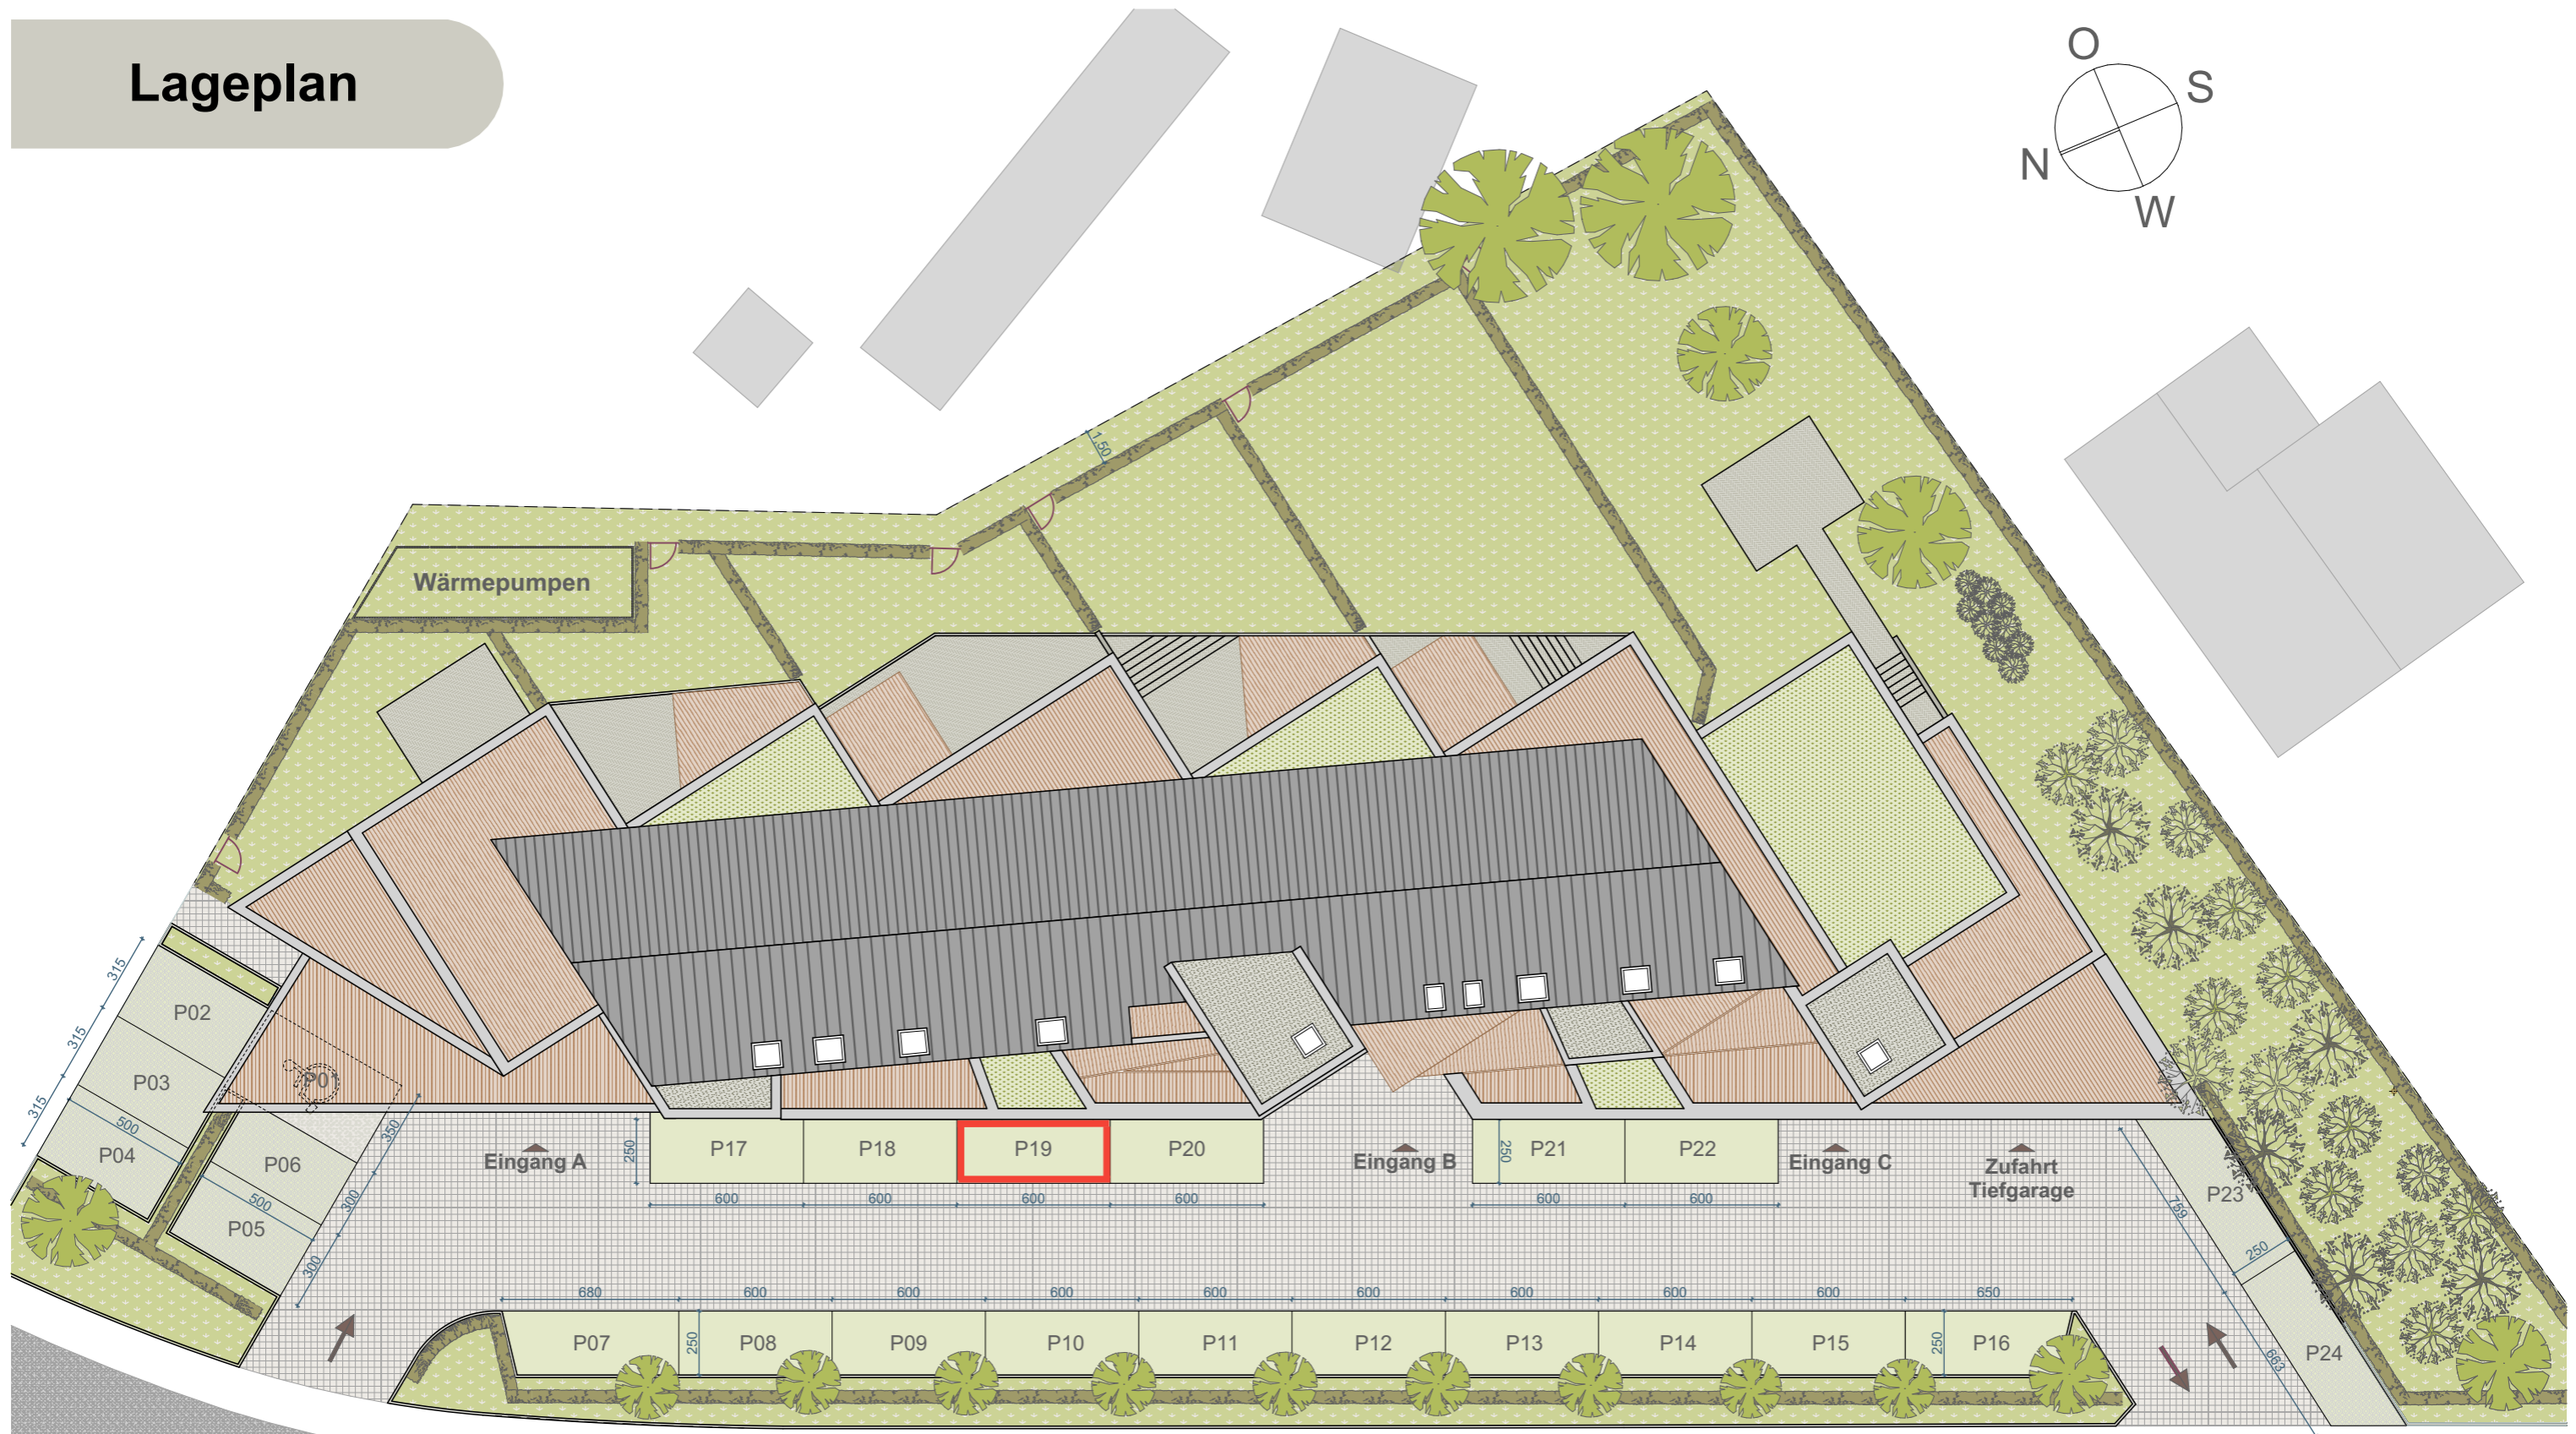 Lageplan
O
S
N
W
1,50
Wärmepumpen
315
315
315
P02
P03
P04
P01
500
500
P06
P05
350
300
300
Eingang A
250
P17
P18
P19
P20
600
600
600
600
Eingang B
250
P21
P22
600
600
Eingang C
Zufahrt
Tiefgarage
P23
759
250
P24
663
680
600
600
600
600
600
600
600
600
650
P07
250
P08
P09
P10
P11
P12
P13
P14
P15
250
P16